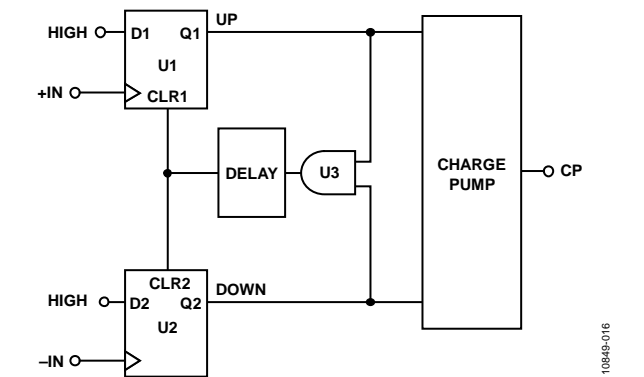 HIGH
D1
Q1
UP
U1
+IN
CLR1
DELAY
U3
CHARGE
PUMP
CP
CLR2
HIGH
D2
Q2
DOWN
U2
–IN
10849-016